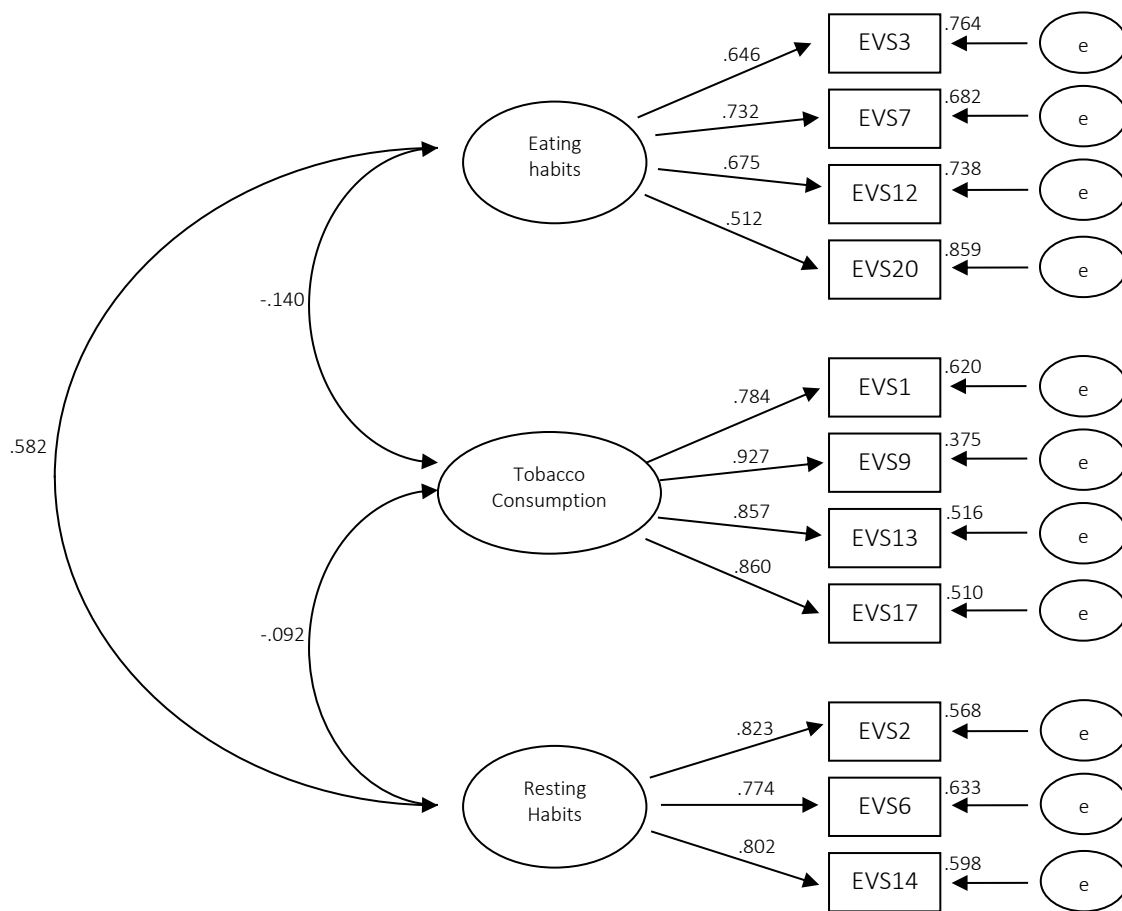 .764
EVS3
e
.646
.682
EVS7
e
.732
Eating
habits
.675
.738
EVS12
e
.512
.859
EVS20
e
-.140
.620
EVS1
e
.784
.582
.375
EVS9
e
.927
Tobacco
Consumption
.857
.516
EVS13
e
.860
.510
EVS17
e
-.092
.568
EVS2
e
.823
Resting
Habits
.774
.633
EVS6
e
.802
.598
EVS14
e